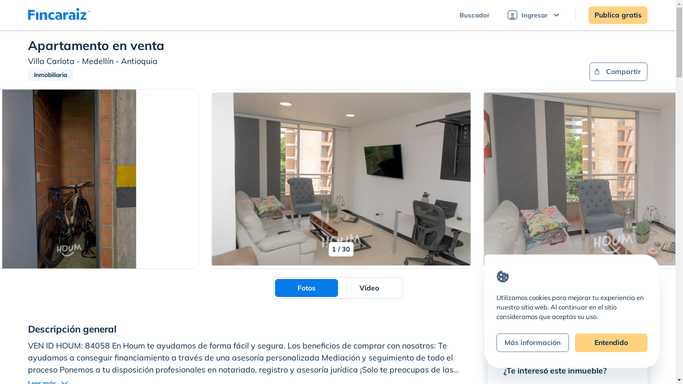 Fincaraiz
Buscador
Ingresar
Publica gratis
Apartamento en venta
Villa Carlota - Medellín - Antioquia
Inmobiliaria
Compartir
HOUM
HOUM
HOUM
1 / 30
Fotos
Video
Descripción general
VEN ID HOUM: 84058 En Houm te ayudamos de forma fácil y segura. Los beneficios de comprar con nosotros: Te
ayudamos a conseguir financiamiento a través de una asesoría personalizada Mediación y seguimiento de todo el
proceso Ponemos a tu disposición profesionales en notariado, registro y asesoría jurídica ¡Solo te preocupas de las...
Leer más
Utilizamos cookies para mejorar tu experiencia en
nuestro sitio web. Al continuar en el sitio
consideramos que aceptas su uso.
Más información
Entendido
¿Te interesó este inmueble?